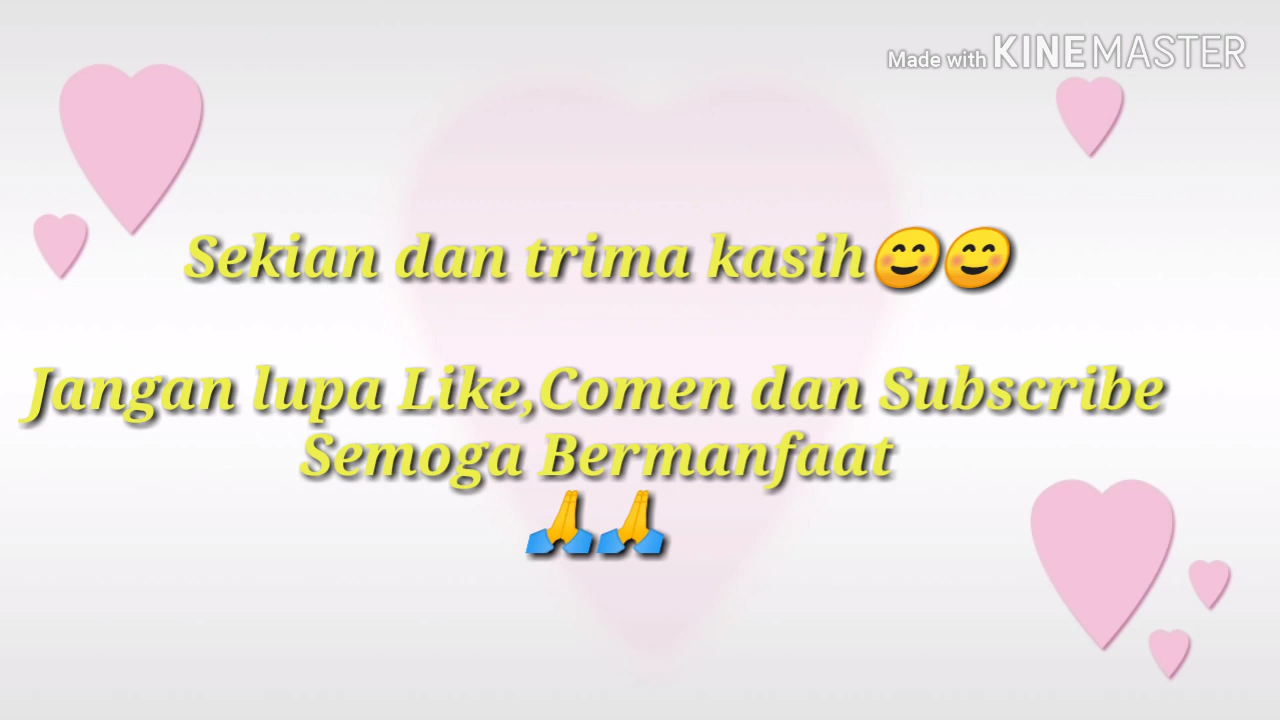 Made with KINEMASTER
Sekian dan trima kasih😊😊
Jangan lupa Like,Comen dan Subscribe
Semoga Bermanfaat
🙏🙏